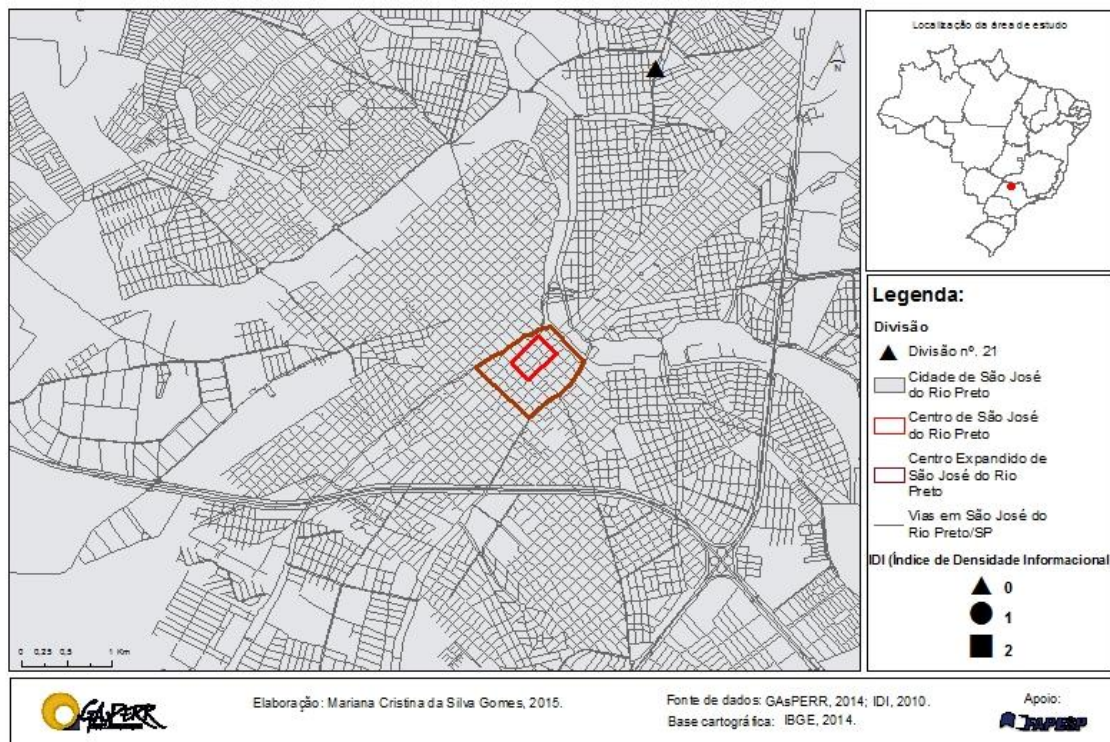 Localização da área de estudo
N
Legenda:
Divisão
Divisão nº. 21
Cidade de São José
do Rio Preto
Centro de São José
do Rio Preto
Centro Expandido de
São José do Rio
Preto
Vias em São José do
Rio Preto/SP
IDI (Índice de Densidade Informacional
0
1
2
0 0,25 0,5 1 Km
GAsPERR
Elaboração: Mariana Cristina da Silva Gomes, 2015.
Fonte de dados: GAsPERR, 2014; IDI, 2010.
Base cartográfica: IBGE, 2014.
Apoio:
FAPESP